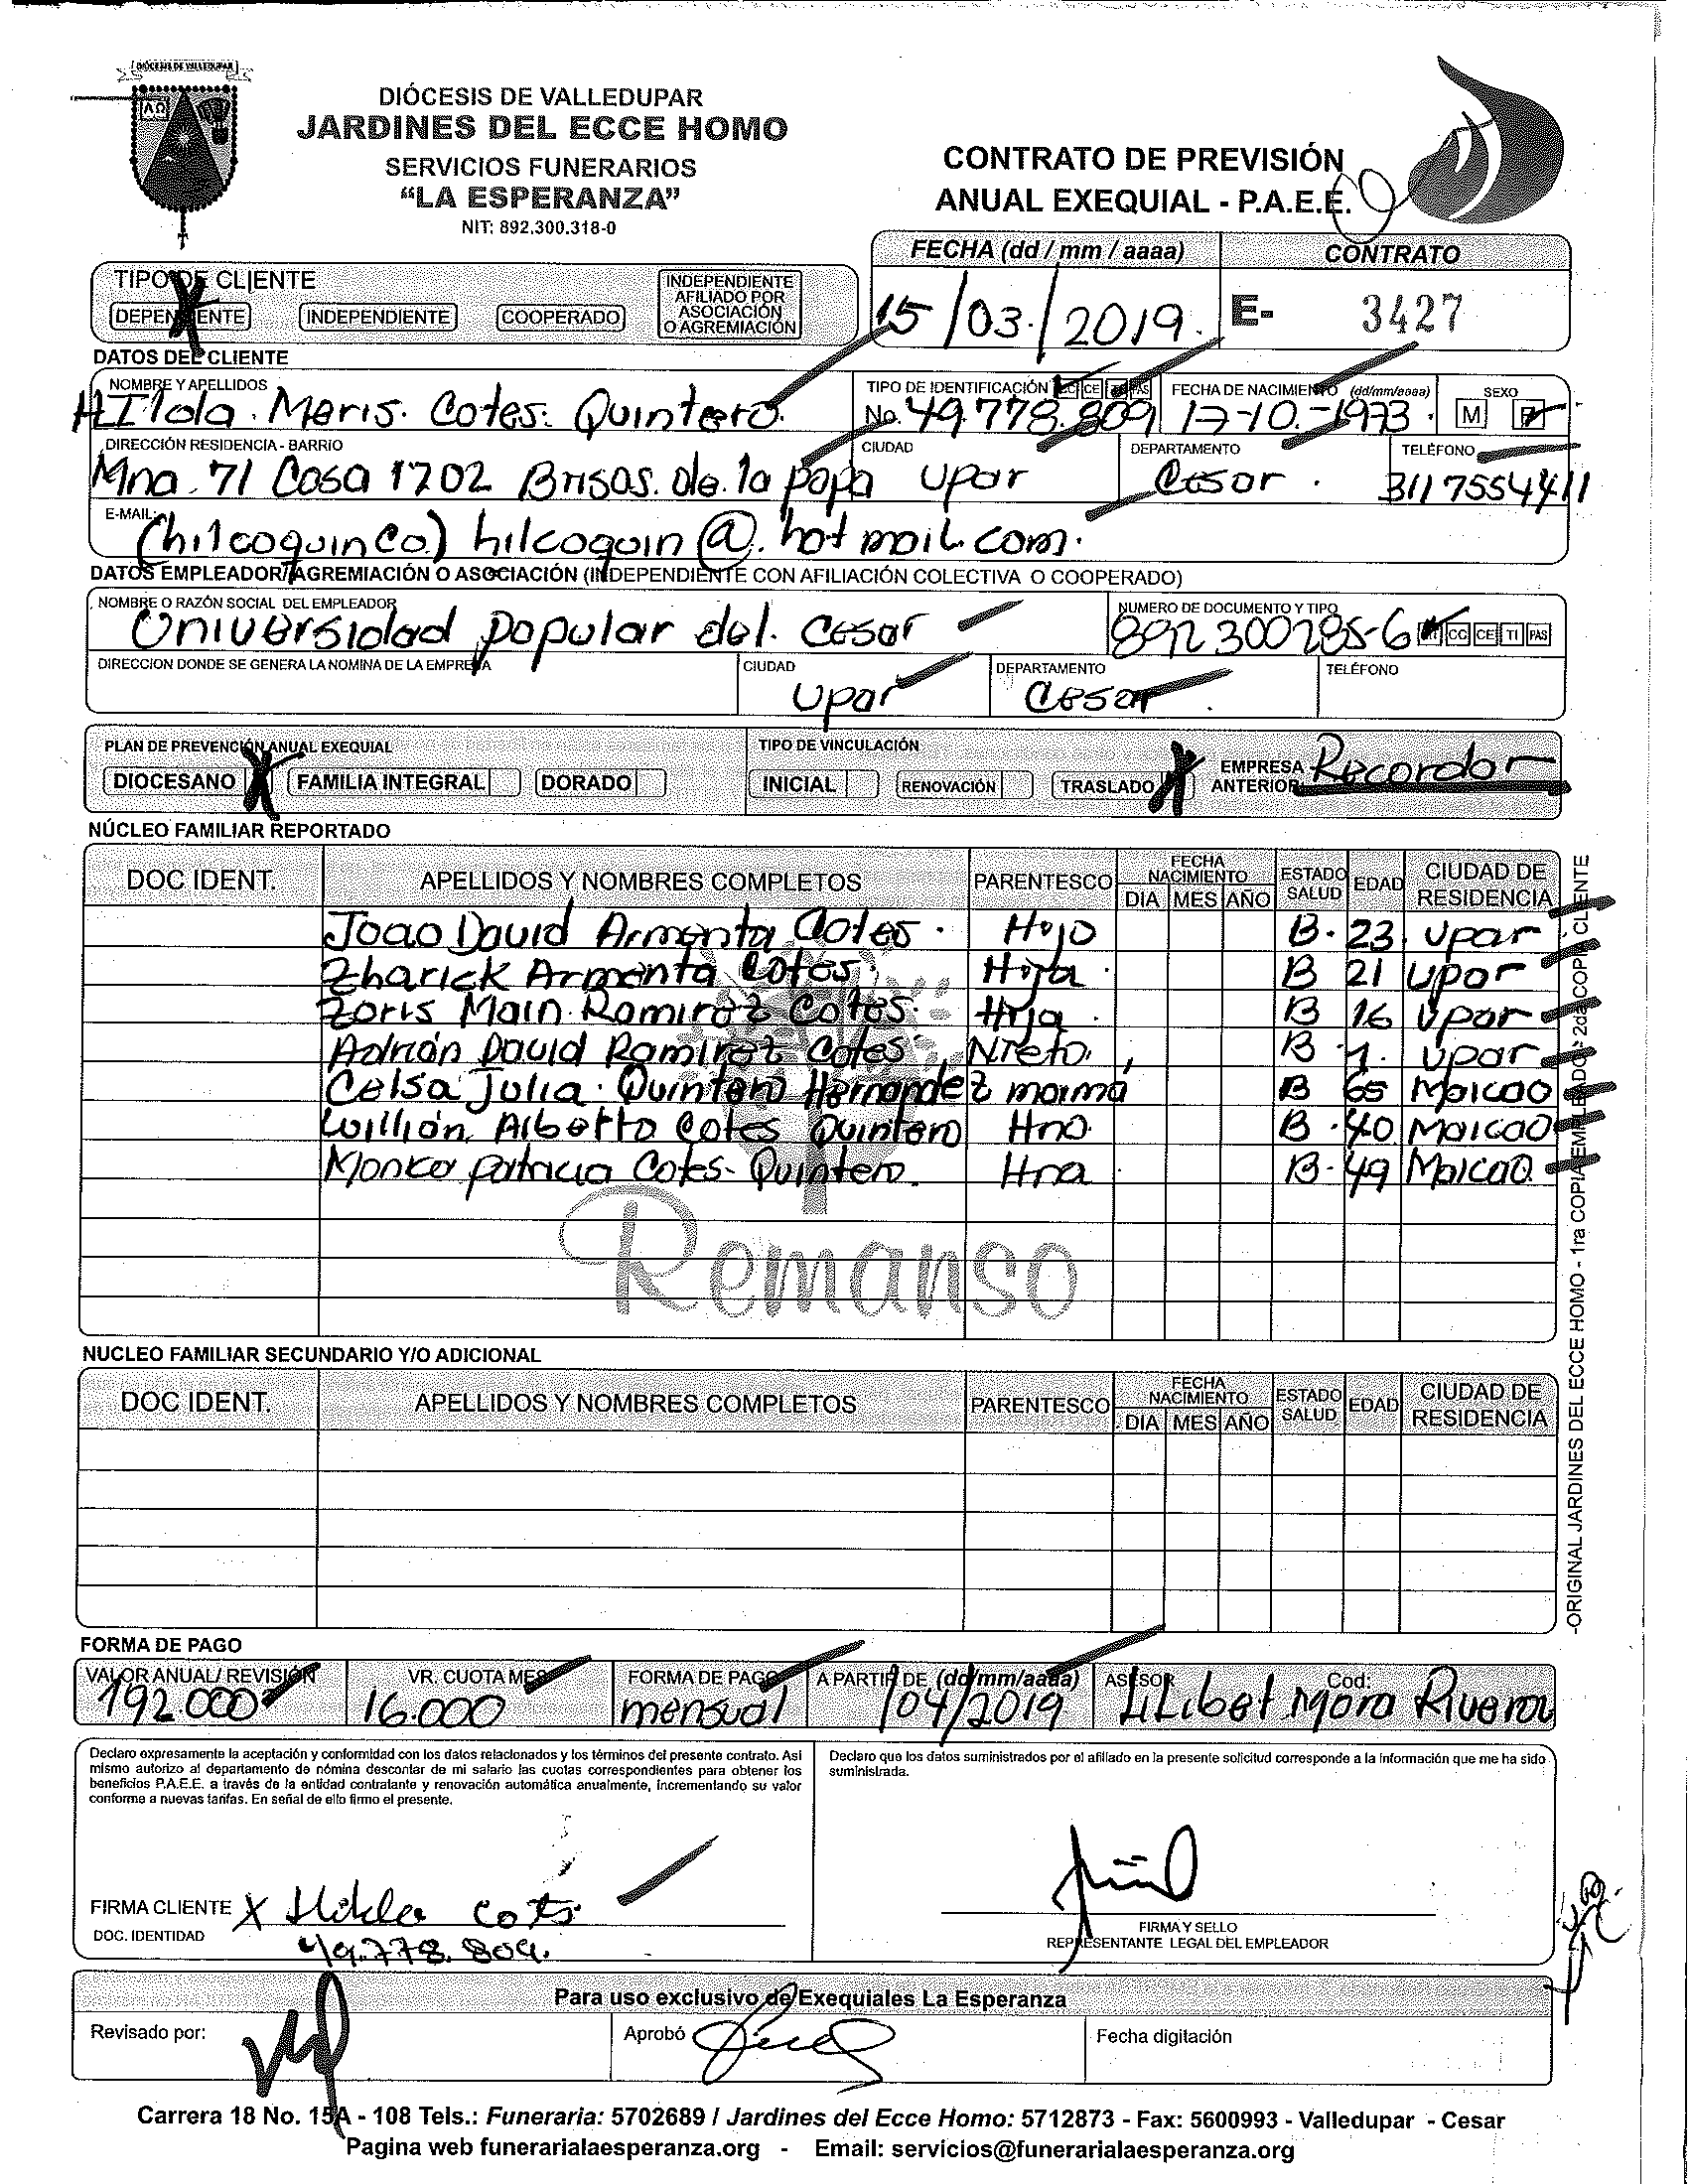 DIÓCESIS DE VALLEDUPAR
DIÓCESIS DE VALLEDUPAR
JARDINES DEL ECCE HOMO
SERVICIOS FUNERARIOS
“LA ESPERANZA”
NIT: 892.300.318-0
CONTRATO DE PREVISIÓN
ANUAL EXEQUIAL - P.A.E.E.
FECHA (dd / mm / aaaa) CONTRATO
15/03/2019. E- 3427
TIPO DE CLIENTE
DEPENDIENTE INDEPENDIENTE COOPERADO INDEPENDIENTE AFILIADO POR ASOCIACIÓN O AGREMIACIÓN
DATOS DEL CLIENTE
NOMBRE Y APELLIDOS TIPO DE IDENTIFICACIÓN CC CE TI PAS FECHA DE NACIMIENTO (dd/mm/aaaa) SEXO
Hilda Maris Cotes Quintero No. 49.778.809 17-10-1973. M F
DIRECCIÓN RESIDENCIA - BARRIO CIUDAD DEPARTAMENTO TELÉFONO
Mna. 71 Casa 1702 Brisas de la popa Upar Cesar. 3117554411
E-MAIL:
(hilcoquinco) hilcoquin@.hotmail.com.
DATOS EMPLEADOR/AGREMIACIÓN O ASOCIACIÓN (INDEPENDIENTE CON AFILIACIÓN COLECTIVA O COOPERADO)
NOMBRE O RAZÓN SOCIAL DEL EMPLEADOR NUMERO DE DOCUMENTO Y TIPO
Universidad popular del. Cesar 892300285-6 CC CE TI PAS
DIRECCION DONDE SE GENERA LA NOMINA DE LA EMPRESA CIUDAD DEPARTAMENTO TELÉFONO
Upar Cesar.
PLAN DE PREVENCIÓN ANUAL EXEQUIAL TIPO DE VINCULACIÓN
DIOCESANO X FAMILIA INTEGRAL DORADO INICIAL RENOVACIÓN TRASLADO X EMPRESA ANTERIOR Recordar
NÚCLEO FAMILIAR REPORTADO
DOC IDENT. APELLIDOS Y NOMBRES COMPLETOS PARENTESCO FECHA NACIMIENTO DIA MES AÑO ESTADO SALUD EDAD CIUDAD DE RESIDENCIA
Joao David Armenta Cotes. Hijo B. 23 Upar
Zharick Armenta Cotes. Hija B 21 Upar
Zoris Main Ramirez Cotes. Hija B 16 Upar
Adrián David Ramirez Cotes Nieto B 1. Upar
Celsa Julia Quintero Hernandez mama B 65 Maicao
Willián Alberto Cotes Quintero Hno. B. 40 Maicao
Monica patricia Cotes Quintero. Hna B. 49 Maicao
Remanso
NUCLEO FAMILIAR SECUNDARIO Y/O ADICIONAL
DOC IDENT. APELLIDOS Y NOMBRES COMPLETOS PARENTESCO FECHA NACIMIENTO DIA MES AÑO ESTADO SALUD EDAD CIUDAD DE RESIDENCIA
-ORIGINAL JARDINES DEL ECCE HOMO - 1ra COPIA EMPLEADOR 2da COPIA CLIENTE
FORMA DE PAGO
VALOR ANUAL/ REVISIÓN VR. CUOTA MES FORMA DE PAGO A PARTIR DE (dd/mm/aaaa) ASESOR Cod:
192.000 16.000 mensual /04/2019 Lilibet Mora Rivera
Declaro expresamente la aceptación y conformidad con los datos relacionados y los términos del presente contrato. Asi
mismo autorizo al departamento de nómina descontar de mi salario las cuotas correspondientes para obtener los
beneficios P.A.E.E. a través de la entidad contratante y renovación automática anualmente, incrementando su valor
conforme a nuevas tarifas. En señal de ello firmo el presente.
Declaro que los datos suministrados por el afiliado en la presente solicitud corresponde a la información que me ha sido
suministrada.
FIRMA CLIENTE X Hilda Cotes
DOC. IDENTIDAD 49.778.809.
FIRMA Y SELLO
REPRESENTANTE LEGAL DEL EMPLEADOR
Para uso exclusivo de Exequiales La Esperanza
Revisado por: Aprobó Fecha digitación
Carrera 18 No. 15A - 108 Tels.: Funeraria: 5702689 / Jardines del Ecce Homo: 5712873 - Fax: 5600993 - Valledupar - Cesar
Pagina web funerarialaesperanza.org - Email: servicios@funerarialaesperanza.org